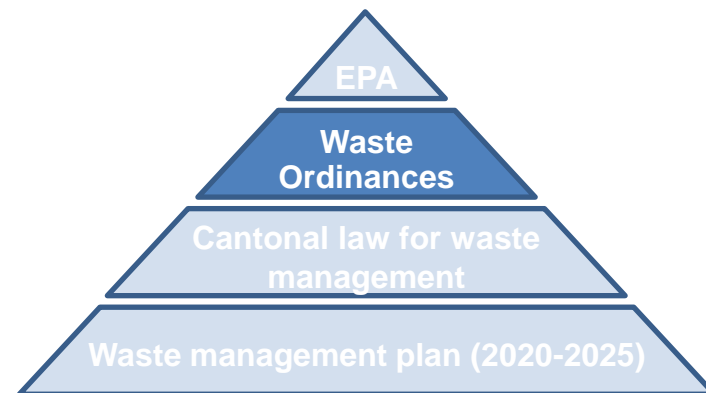 EPA
Waste
Ordinances
Cantonal law for waste
management
Waste management plan (2020-2025)